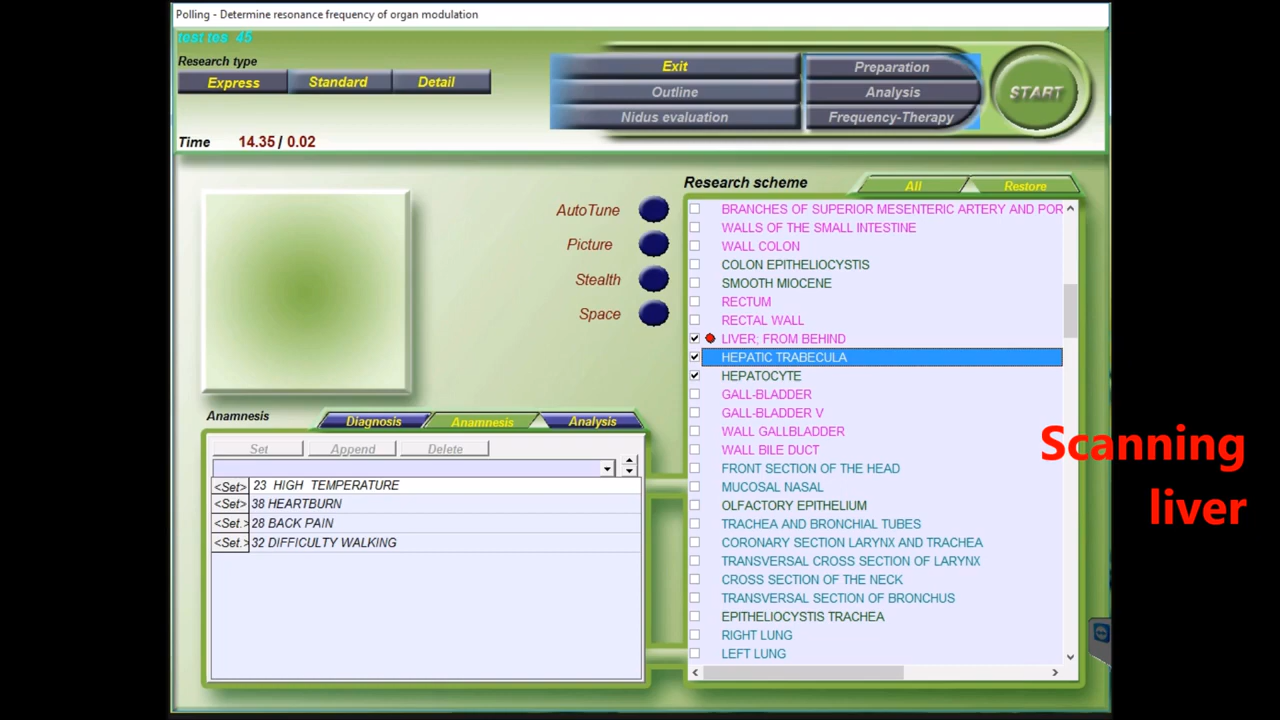 Polling - Determine resonance frequency of organ modulation
test tes 45
Research type
Express Standard Detail
Exit
Outline
Nidus evaluation
Preparation
Analysis
Frequency-Therapy
START
Time 14.35 / 0.02
AutoTune
Picture
Stealth
Space
Research scheme
All Restore
BRANCHES OF SUPERIOR MESENTERIC ARTERY AND POR
WALLS OF THE SMALL INTESTINE
WALL COLON
COLON EPITHELIOCYSTIS
SMOOTH MIOCENE
RECTUM
RECTAL WALL
LIVER; FROM BEHIND
HEPATIC TRABECULA
HEPATOCYTE
GALL-BLADDER
GALL-BLADDER V
WALL GALLBLADDER
WALL BILE DUCT
FRONT SECTION OF THE HEAD
MUCOSAL NASAL
OLFACTORY EPITHELIUM
TRACHEA AND BRONCHIAL TUBES
CORONARY SECTION LARYNX AND TRACHEA
TRANSVERSAL CROSS SECTION OF LARYNX
CROSS SECTION OF THE NECK
TRANSVERSAL SECTION OF BRONCHUS
EPITHELIOCYSTIS TRACHEA
RIGHT LUNG
LEFT LUNG
Anamnesis
Diagnosis Anamnesis Analysis
Set Append Delete
<Set> 23 HIGH TEMPERATURE
<Set> 38 HEARTBURN
<Set.> 28 BACK PAIN
<Set.> 32 DIFFICULTY WALKING
Scanning
liver